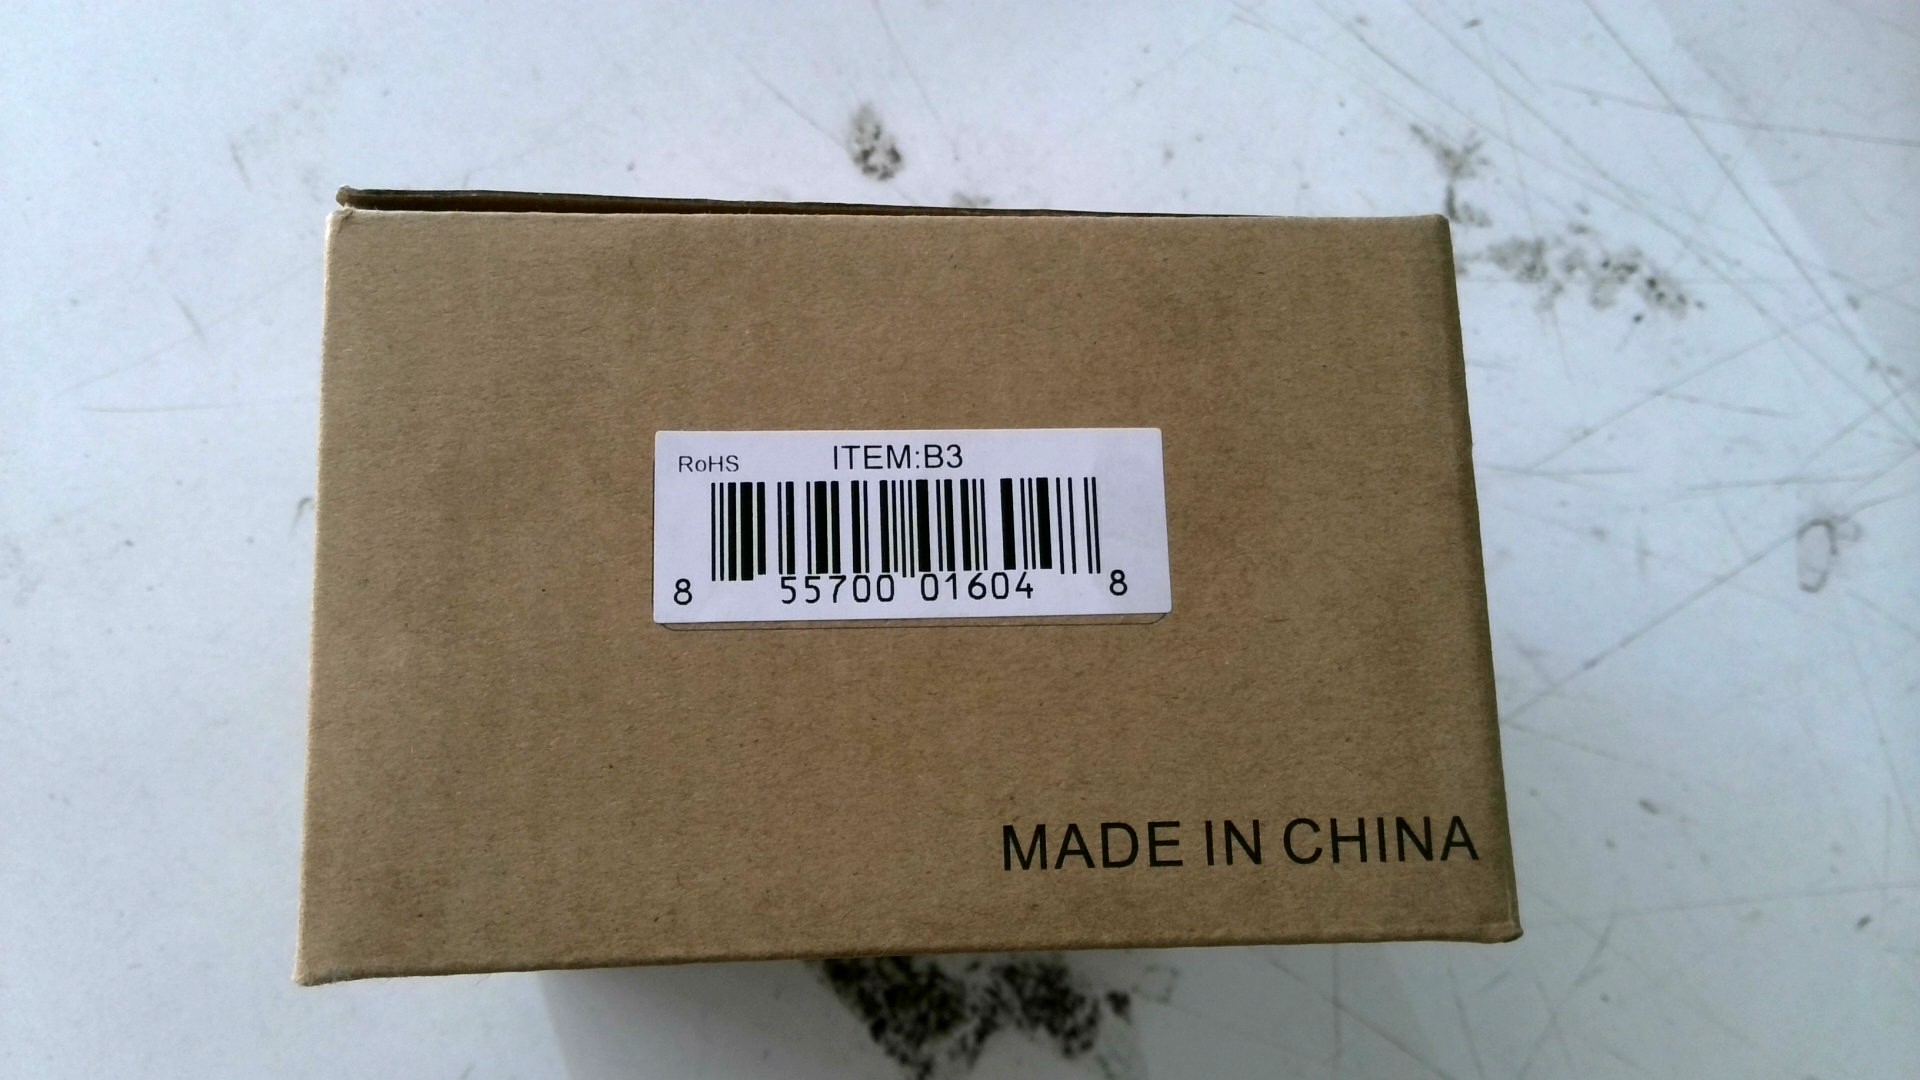 RoHS ITEM:B3
8 55700 01604 8
MADE IN CHINA